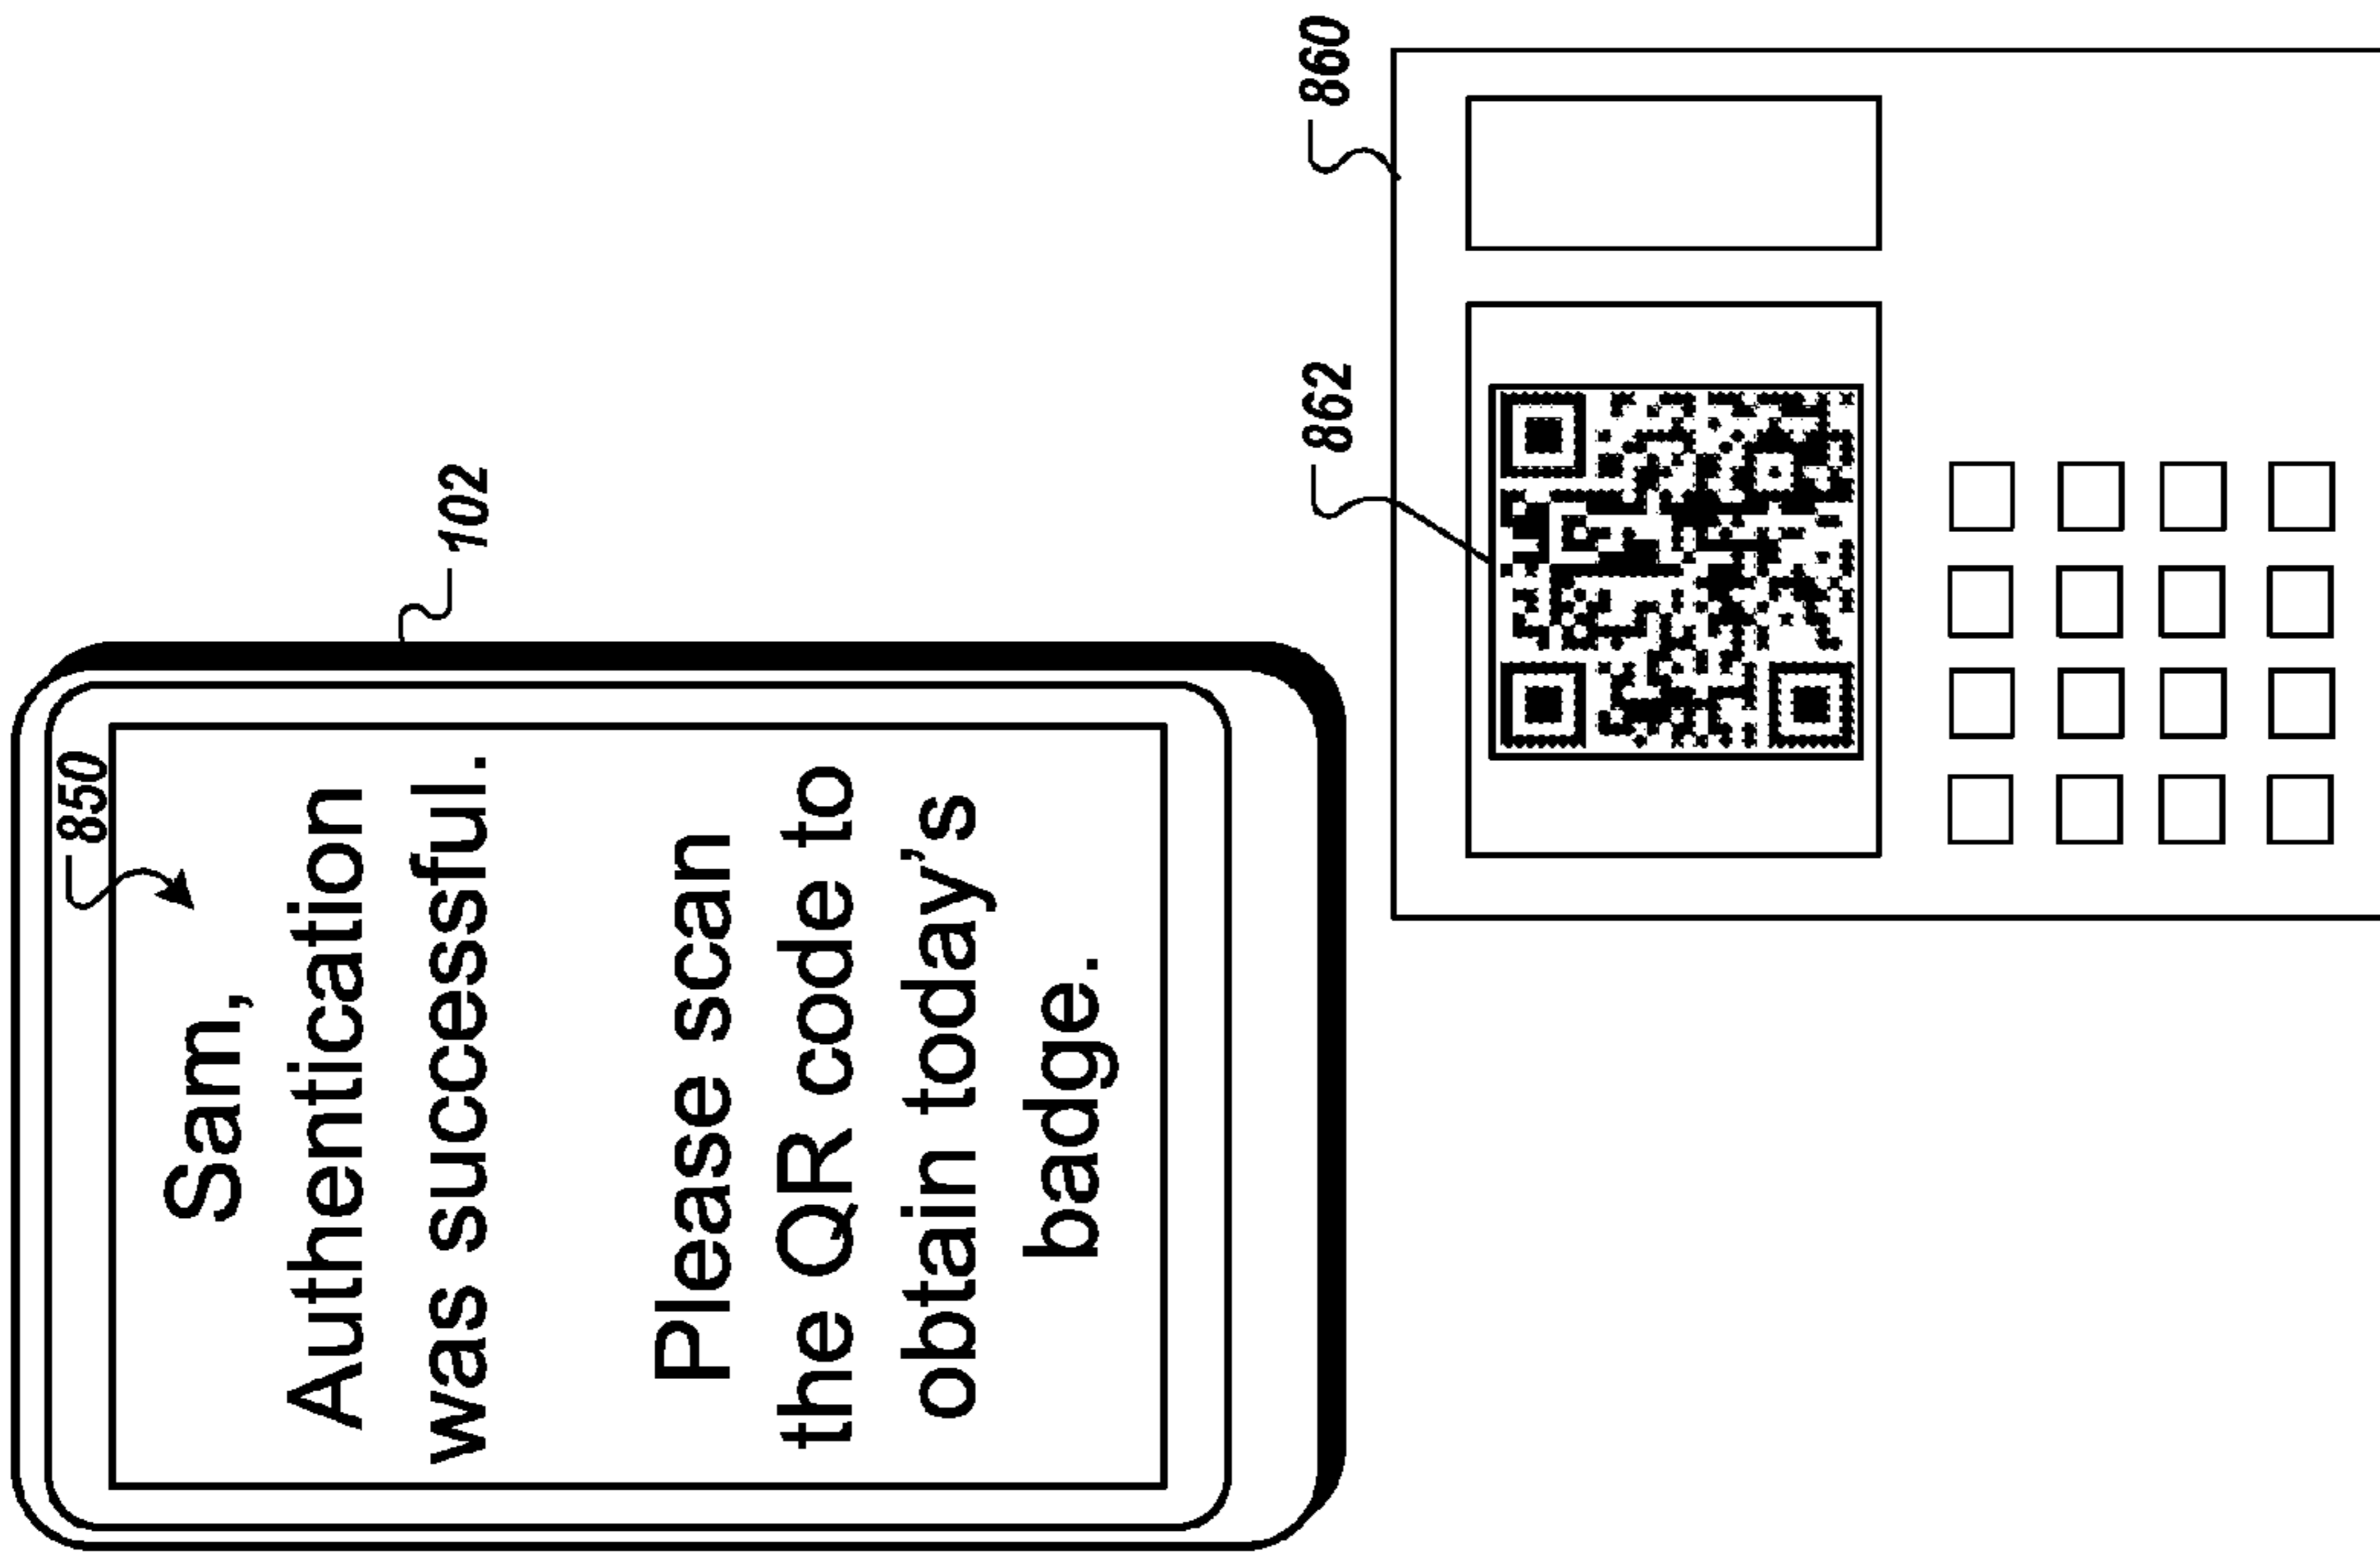 850
Sam,
Authentication
was successful.
Please scan
the QR code to
obtain today's
badge.
102
862
860